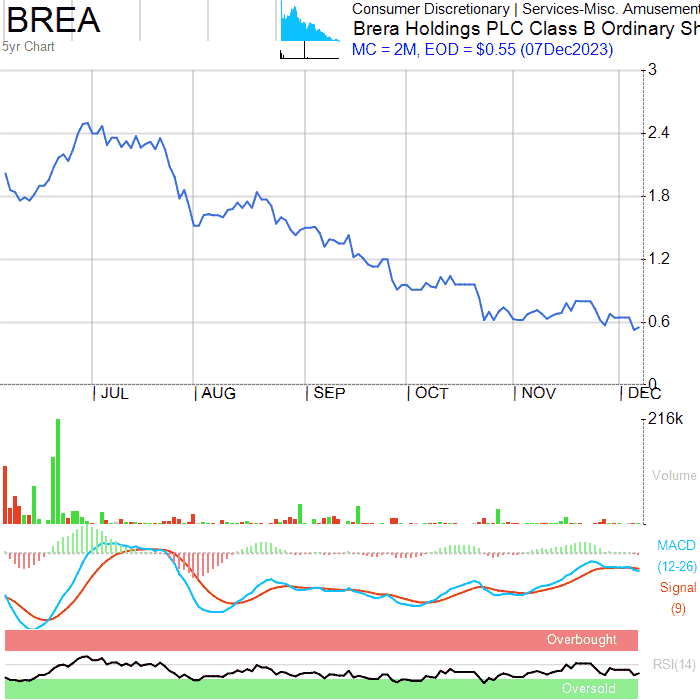 BREA
5yr Chart
Consumer Discretionary | Services-Misc. Amusement
Brera Holdings PLC Class B Ordinary Sh
MC = 2M, EOD = $0.55 (07Dec2023)
3
2.4
1.8
1.2
0.6
0
JUL
AUG
SEP
OCT
NOV
DEC
216k
Volume
MACD
(12-26)
Signal
(9)
Overbought
RSI(14)
Oversold